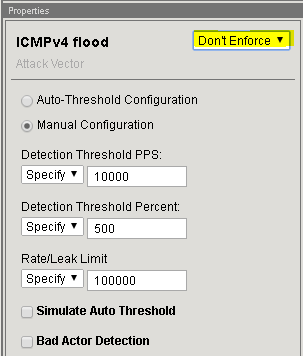 Properties
ICMPv4 flood Don't Enforce ▼
Attack Vector
Auto-Threshold Configuration
Manual Configuration
Detection Threshold PPS:
Specify ▼ 10000
Detection Threshold Percent:
Specify ▼ 500
Rate/Leak Limit
Specify ▼ 100000
Simulate Auto Threshold
Bad Actor Detection